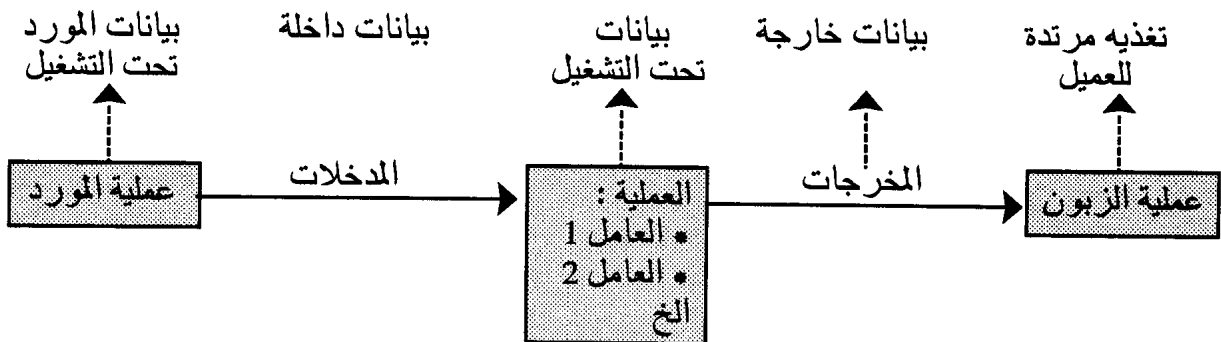 تغذيه مرتدة
للعميل
بيانات خارجة
بيانات
تحت التشغيل
بيانات داخلة
بيانات المورد
تحت التشغيل
عملية الزبون
المخرجات
العملية :
• العامل 1
• العامل 2
الخ
المدخلات
عملية المورد